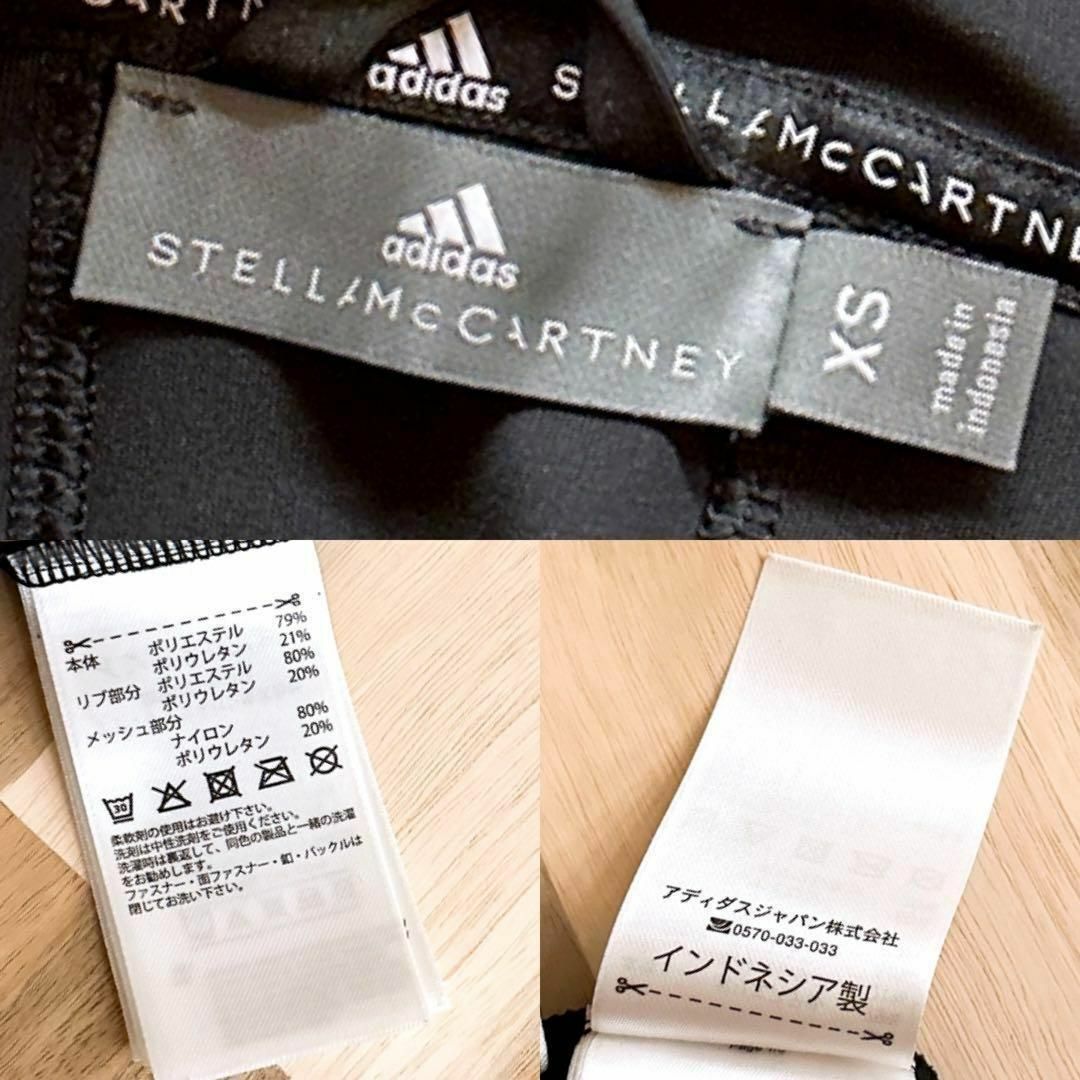 CARTN
adidas
S LL/McCARTNE
adidas
STELL/McCARTNEY
XS
made in
indonesia
本体 ポリエステル 79%
ポリウレタン 21%
リブ部分 ポリエステル 80%
ポリウレタン 20%
メッシュ部分
ナイロン 80%
ポリウレタン 20%
30
柔軟剤の使用はお避け下さい。
洗剤は中性洗剤をご使用ください。
洗濯時は裏返して、同色の製品と一緒の洗濯
をお勧めします。
ファスナー・面ファスナー・釦・バックルは
閉じてお洗い下さい。
アディダスジャパン株式会社
0570-033-033
インドネシア製